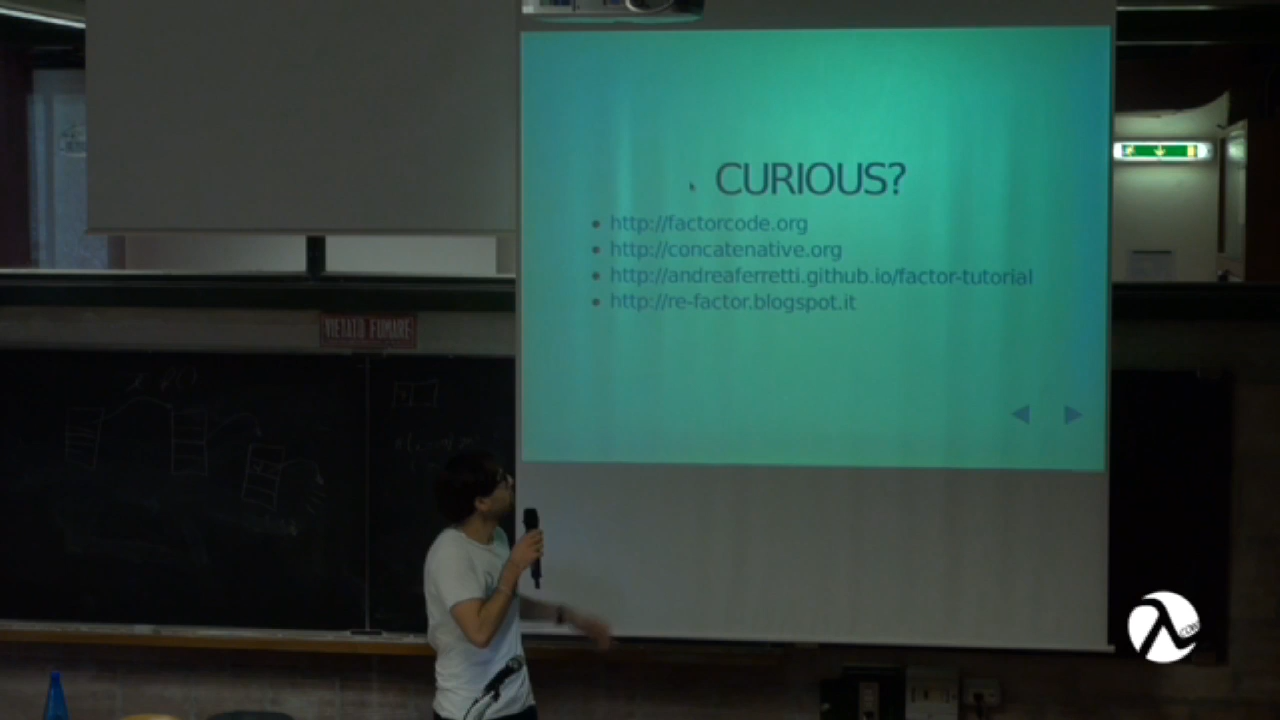 CURIOUS?
http://factorcode.org
http://concatenative.org
http://andreaferretti.github.io/factor-tutorial
http://re-factor.blogspot.it
VIETATO FUMARE